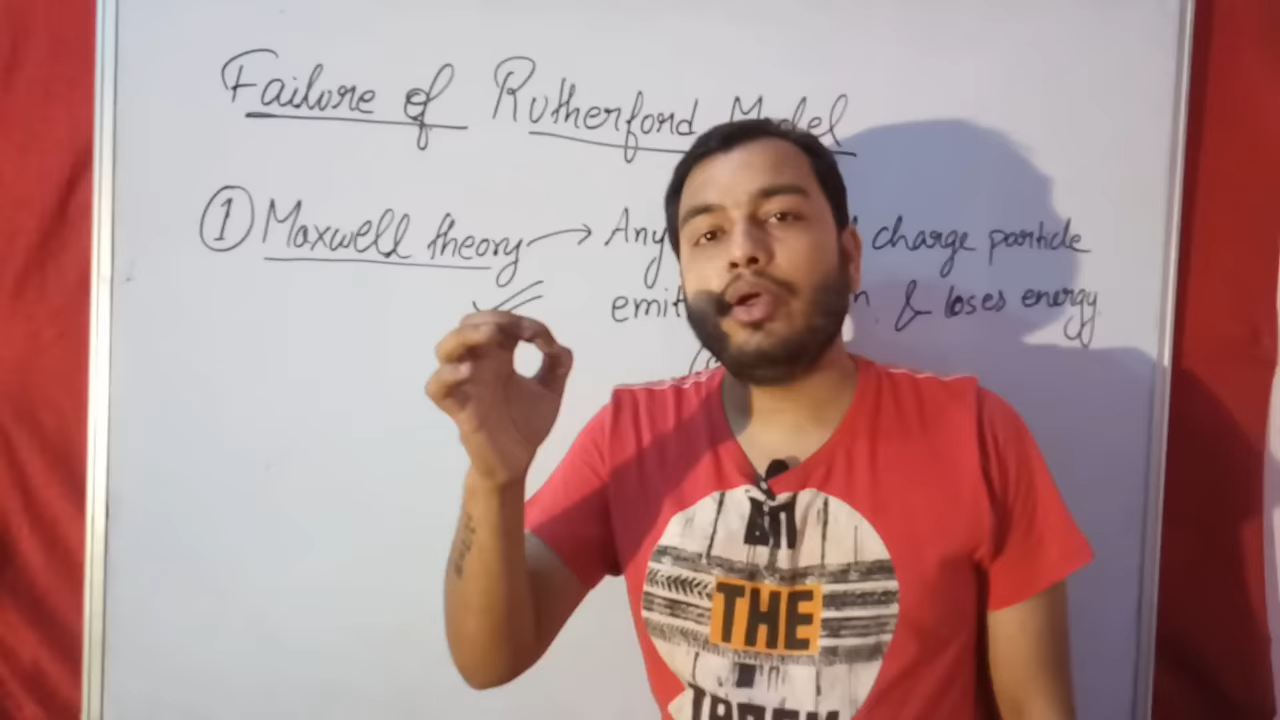 Failure of Rutherford Model
① Maxwell theory → Any charge particle
emit & loses energy
THE